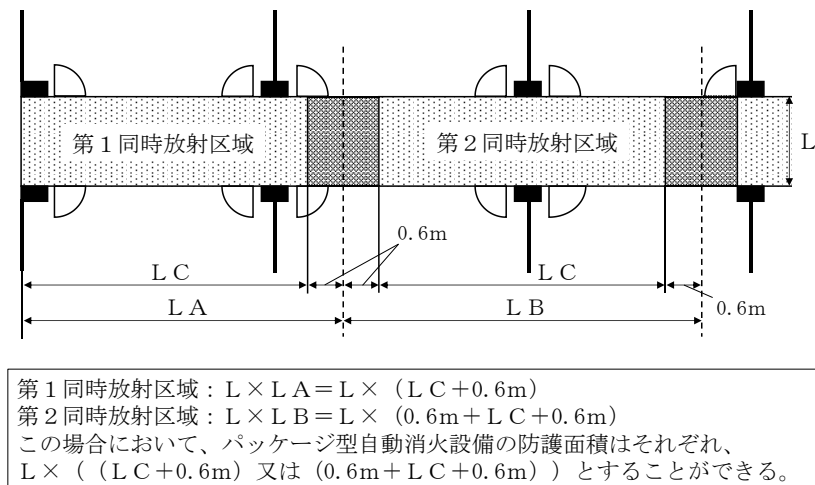 第１同時放射区域
第２同時放射区域
Ｌ
0.6m
ＬＣ
ＬＣ
ＬＡ
ＬＢ
0.6m
第１同時放射区域：Ｌ×ＬＡ＝Ｌ×（ＬＣ＋0.6m）
第２同時放射区域：Ｌ×ＬＢ＝Ｌ×（0.6m＋ＬＣ＋0.6m）
この場合において、パッケージ型自動消火設備の防護面積はそれぞれ、
Ｌ×（（ＬＣ＋0.6m）又は（0.6m＋ＬＣ＋0.6m））とすることができる。